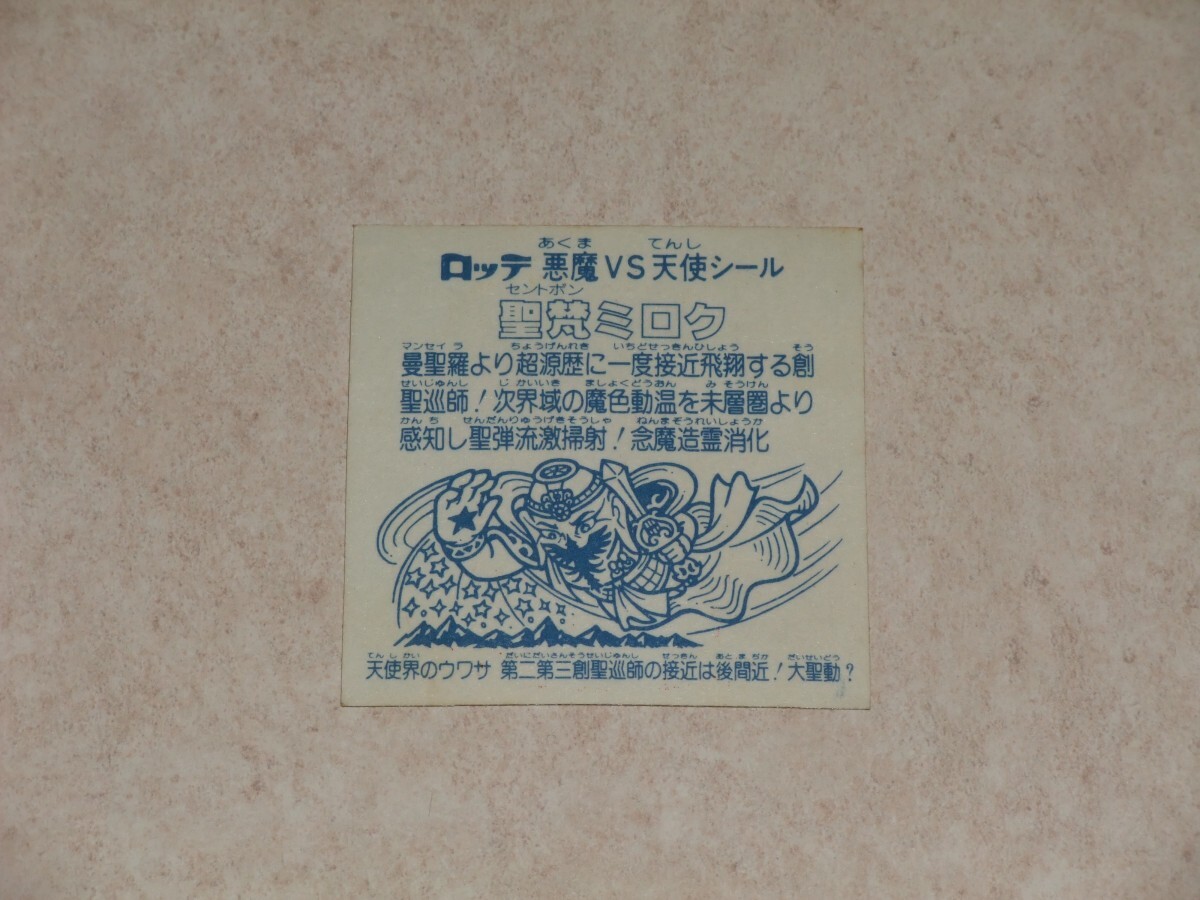 あくま てんし
ロッテ 悪魔VS天使シール
セントボン
聖梵ミロク
マンセイラ ちょうげんれき いちどせっきんひしょう そう
曼聖羅より超源歴に一度接近飛翔する創
せいじゅんし じかいいき ましょくどうおん みそうけん
聖巡師！次界域の魔色動温を未層圏より
かんち せんだんりゅうげきそうしゃ ねんまぞうれいしょうか
感知し聖弾流激掃射！念魔造霊消化
てんしかい だいにだいさんそうせいじゅんし せっきん あとまぢか だいせいどう
天使界のウワサ 第二第三創聖巡師の接近は後間近！大聖動？